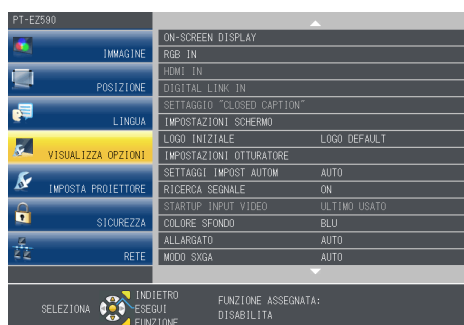 PT-EZ590
IMMAGINE
POSIZIONE
LINGUA
VISUALIZZA OPZIONI
IMPOSTA PROIETTORE
SICUREZZA
RETE
ON-SCREEN DISPLAY
RGB IN
HDMI IN
DIGITAL LINK IN
SETTAGGIO "CLOSED CAPTION"
IMPOSTAZIONI SCHERMO
LOGO INIZIALE LOGO DEFAULT
IMPOSTAZIONI OTTURATORE
SETTAGGI IMPOST AUTOM AUTO
RICERCA SEGNALE ON
STARTUP INPUT VIDEO ULTIMO USATO
COLORE SFONDO BLU
ALLARGATO AUTO
MODO SXGA AUTO
SELEZIONA
INDIETRO
ESEGUI
FUNZIONE
FUNZIONE ASSEGNATA:
DISABILITA